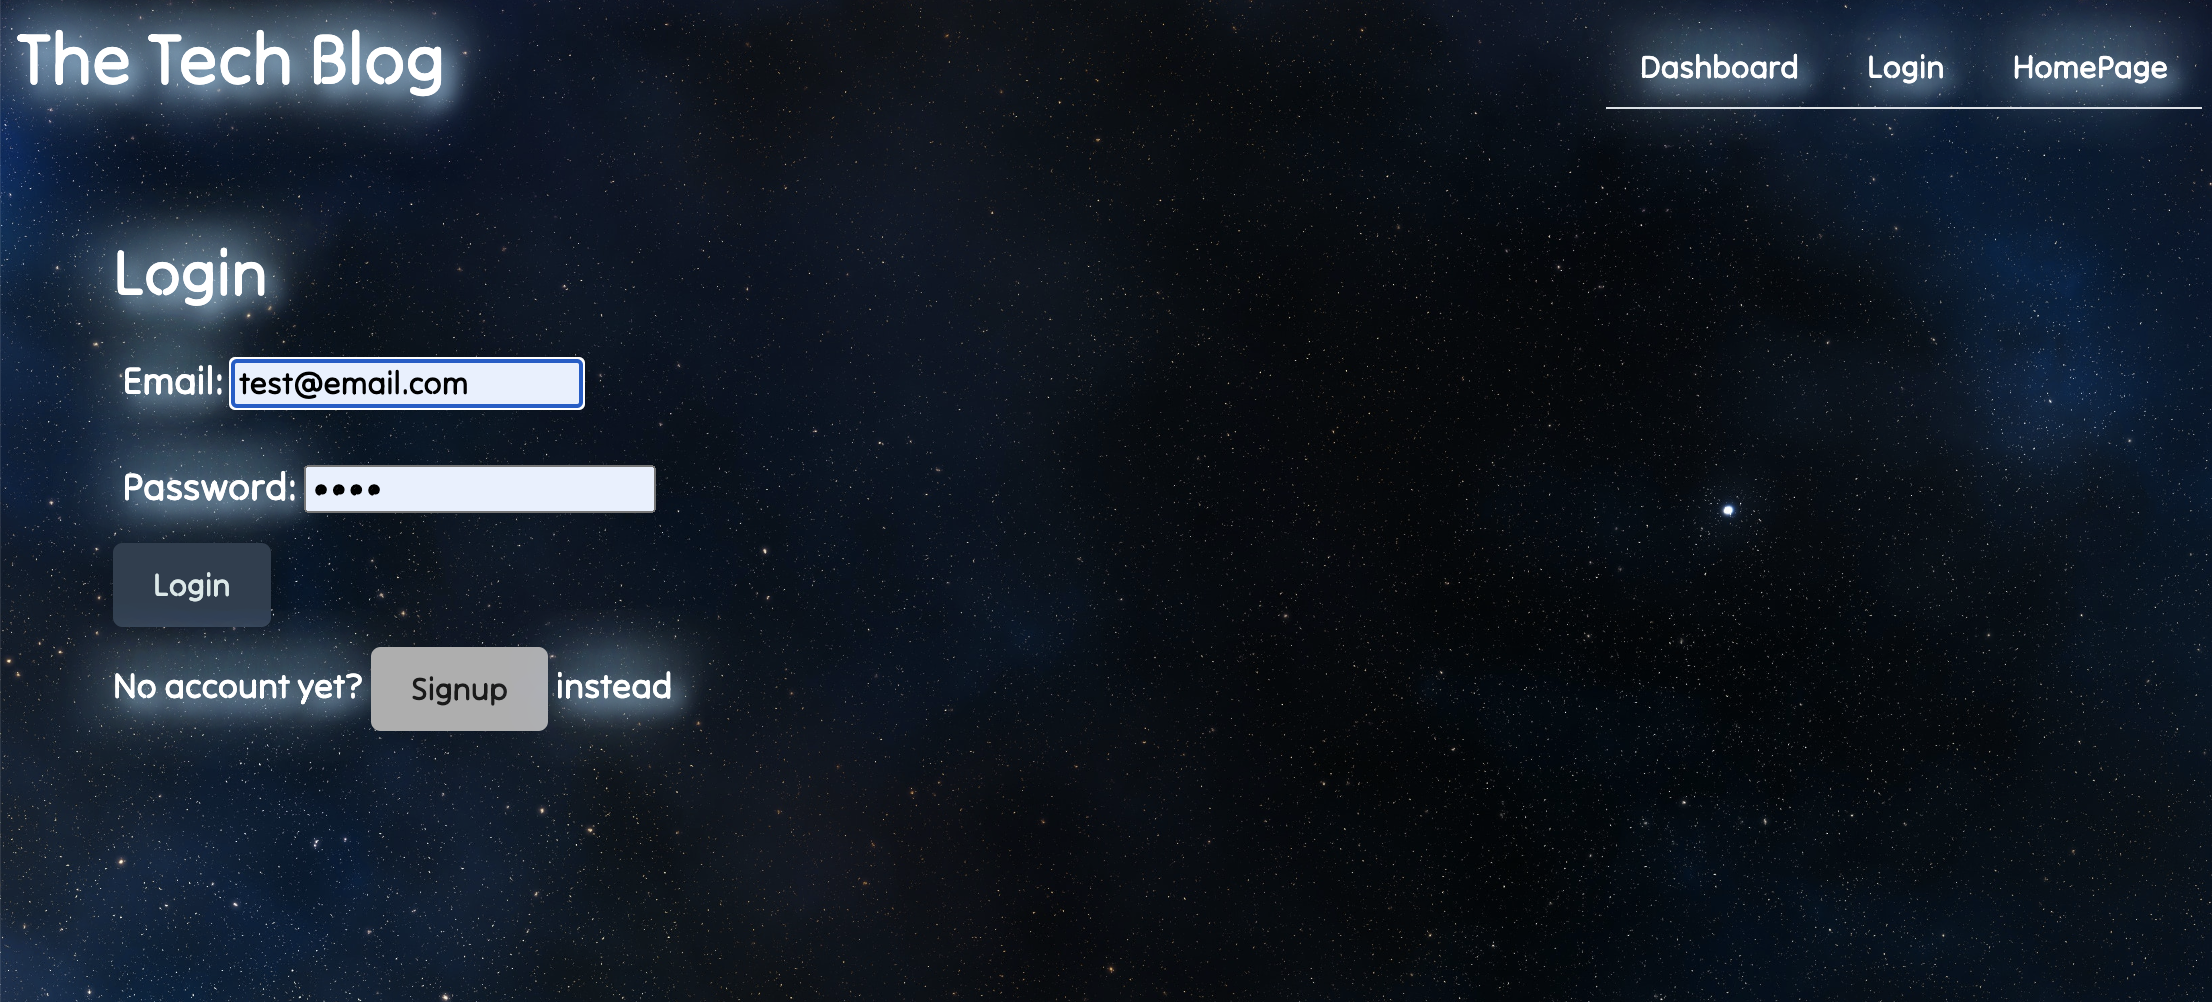 The Tech Blog
Dashboard Login HomePage
Login
Email: test@email.com
Password: ••••
Login
No account yet? Signup instead